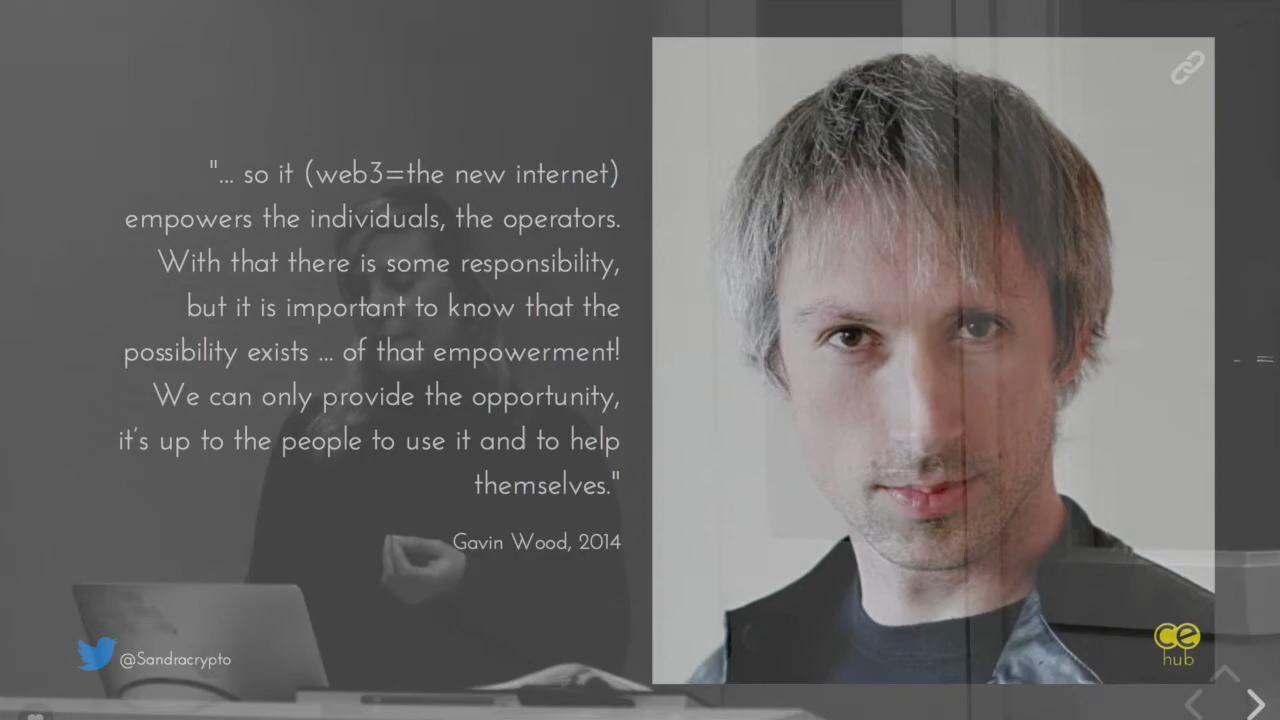 "... so it (web3=the new internet)
empowers the individuals, the operators.
With that there is some responsibility,
but it is important to know that the
possibility exists ... of that empowerment!
We can only provide the opportunity,
it's up to the people to use it and to help
themselves."
Gavin Wood, 2014
@Sandracrypto
ce
hub